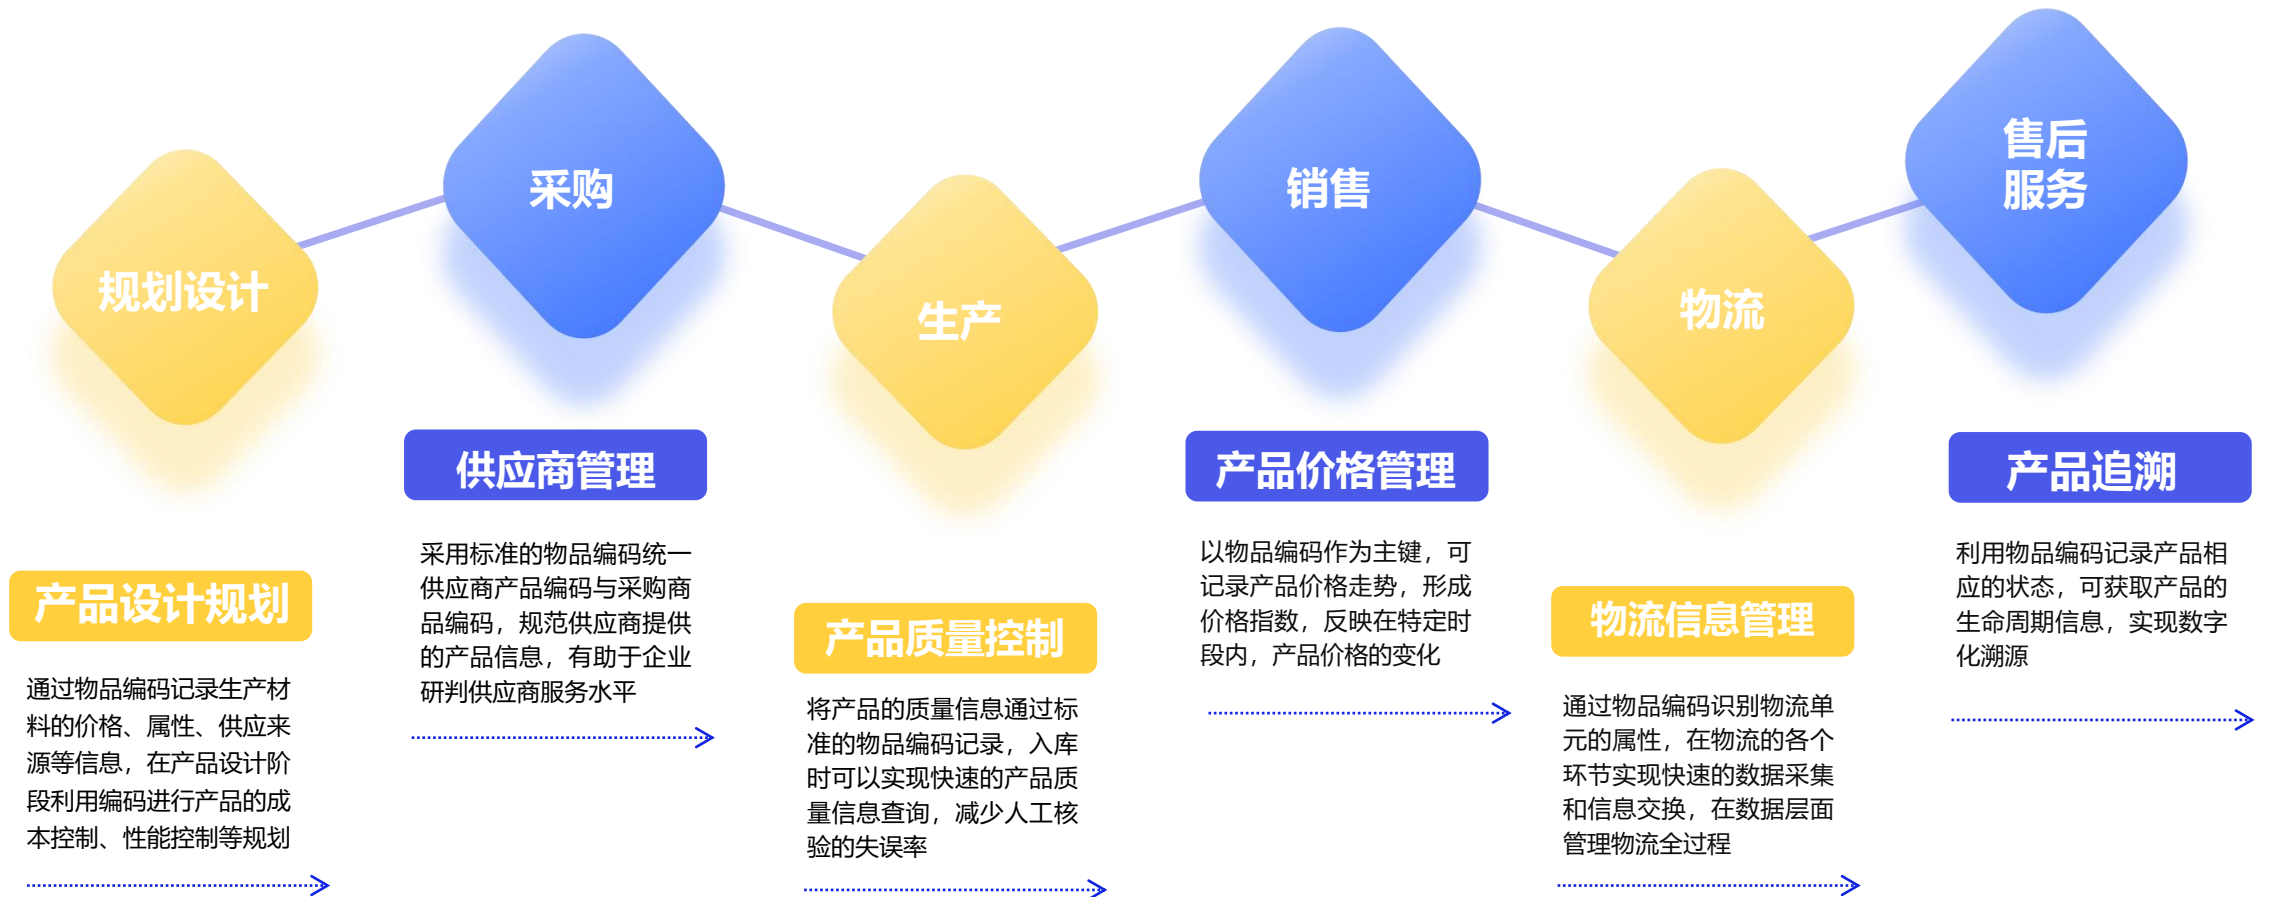 规划设计
产品设计规划
通过物品编码记录生产材
料的价格、属性、供应来
源等信息，在产品设计阶
段利用编码进行产品的成
本控制、性能控制等规划
采购
供应商管理
采用标准的物品编码统一
供应商产品编码与采购商
品编码，规范供应商提供
的产品信息，有助于企业
研判供应商服务水平
生产
产品质量控制
将产品的质量信息通过标
准的物品编码记录，入库
时可以实现快速的产品质
量信息查询，减少人工核
验的失误率
销售
产品价格管理
以物品编码作为主键，可
记录产品价格走势，形成
价格指数，反映在特定时
段内，产品价格的变化
物流
物流信息管理
通过物品编码识别物流单
元的属性，在物流的各个
环节实现快速的数据采集
和信息交换，在数据层面
管理物流全过程
售后
服务
产品追溯
利用物品编码记录产品相
应的状态，可获取产品的
生命周期信息，实现数字
化溯源